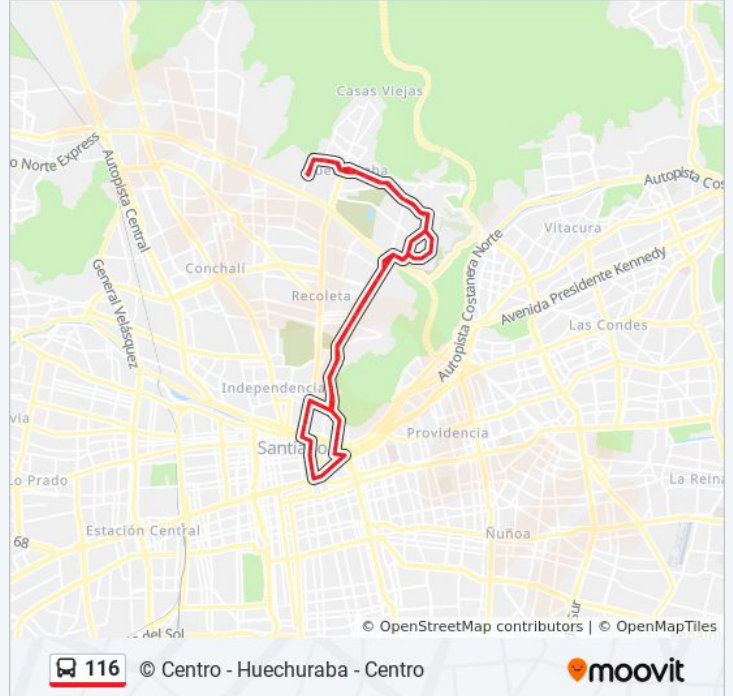 Casas Viejas
o Norte Express
Autopista Central
Autopista Cos
Vitacura
Conchalí
General Velásquez
Recoleta
Autopista Costanera Norte
Avenida Presidente Kennedy
Las Condes
Independencia
via
Providencia
o Prado
La Reina
Estación Central
Ñuñoa
68
Sur
del Sol
© OpenStreetMap contributors | © OpenMapTiles
116 © Centro - Huechuraba - Centro
moovit